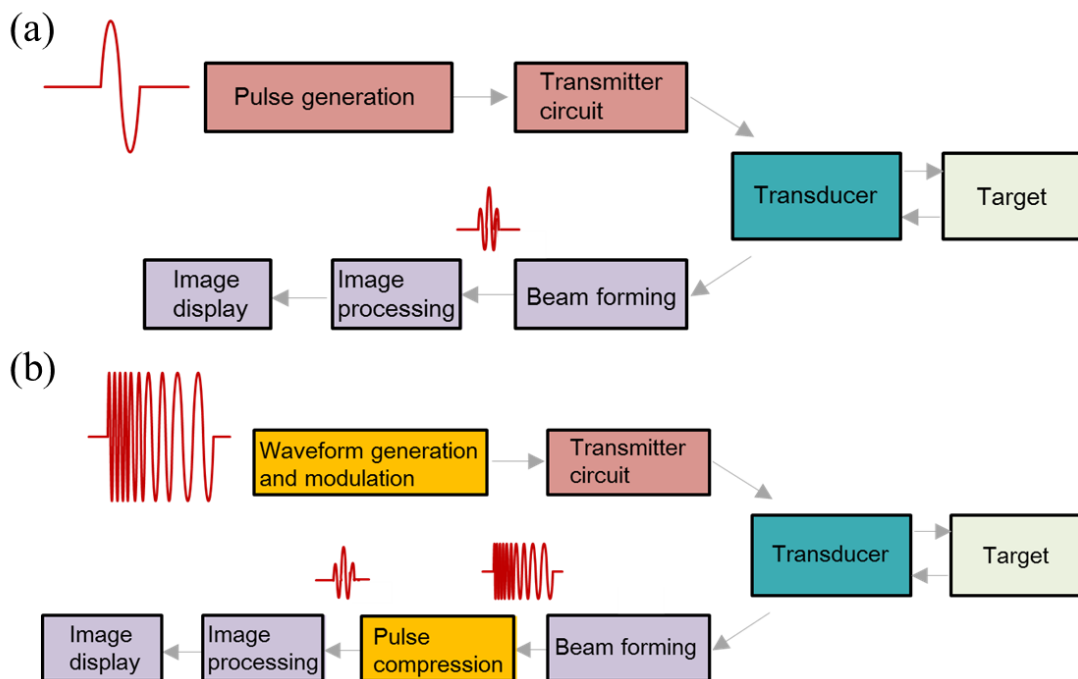 (a)
Pulse generation
Transmitter
circuit
Transducer
Target
Image
display
Image
processing
Beam forming
(b)
Waveform generation
and modulation
Transmitter
circuit
Transducer
Target
Image
display
Image
processing
Pulse
compression
Beam forming